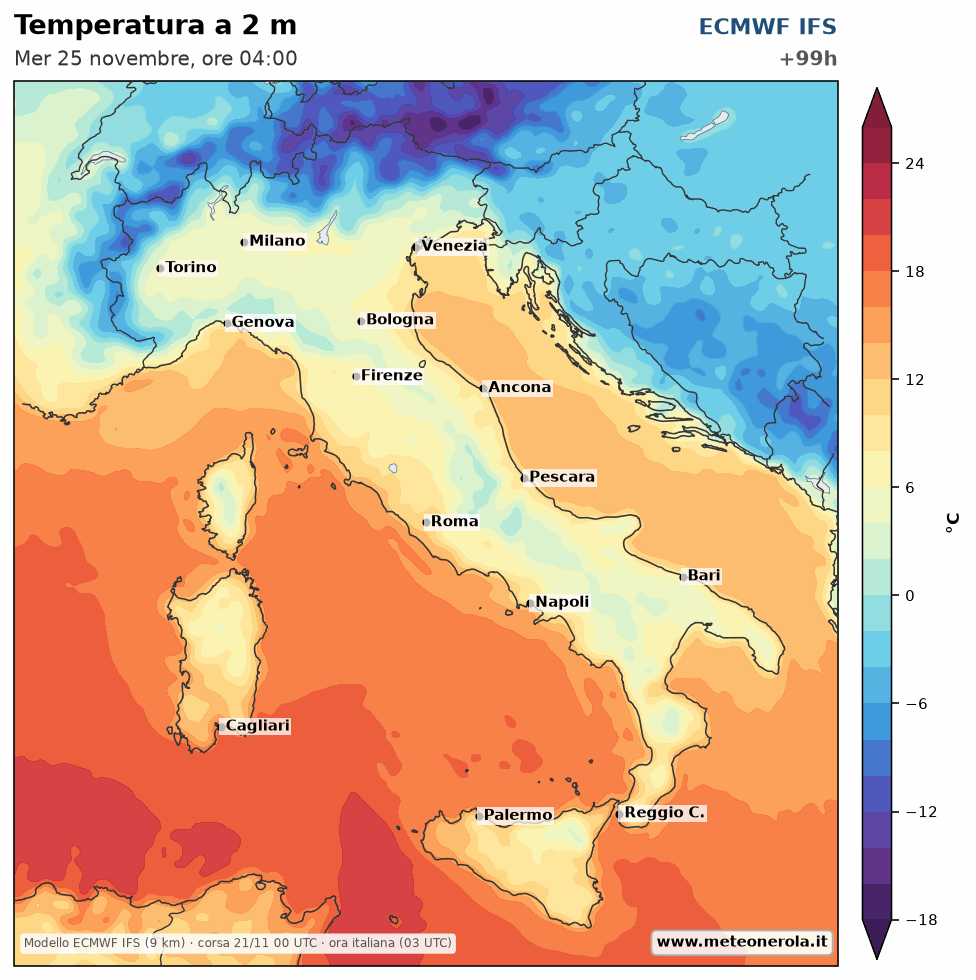 Temperatura a 2 m
ECMWF IFS
Mer 25 novembre, ore 04:00
+99h
Milano
Venezia
Torino
Genova
Bologna
Firenze
Ancona
Pescara
Roma
Bari
Napoli
Cagliari
Palermo
Reggio C.
24
18
12
6
0
−6
−12
−18
°C
Modello ECMWF IFS (9 km) · corsa 21/11 00 UTC · ora italiana (03 UTC)
www.meteonerola.it